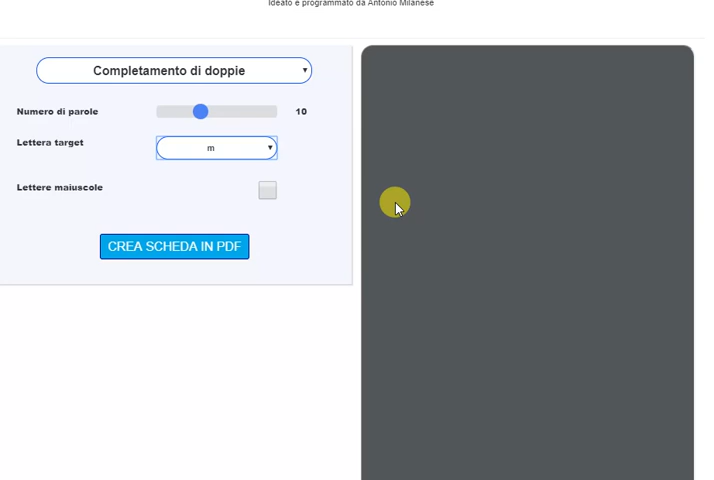 Ideato e programmato da Antonio Milanese
Completamento di doppie
Numero di parole 10
Lettera target m
Lettere maiuscole
CREA SCHEDA IN PDF